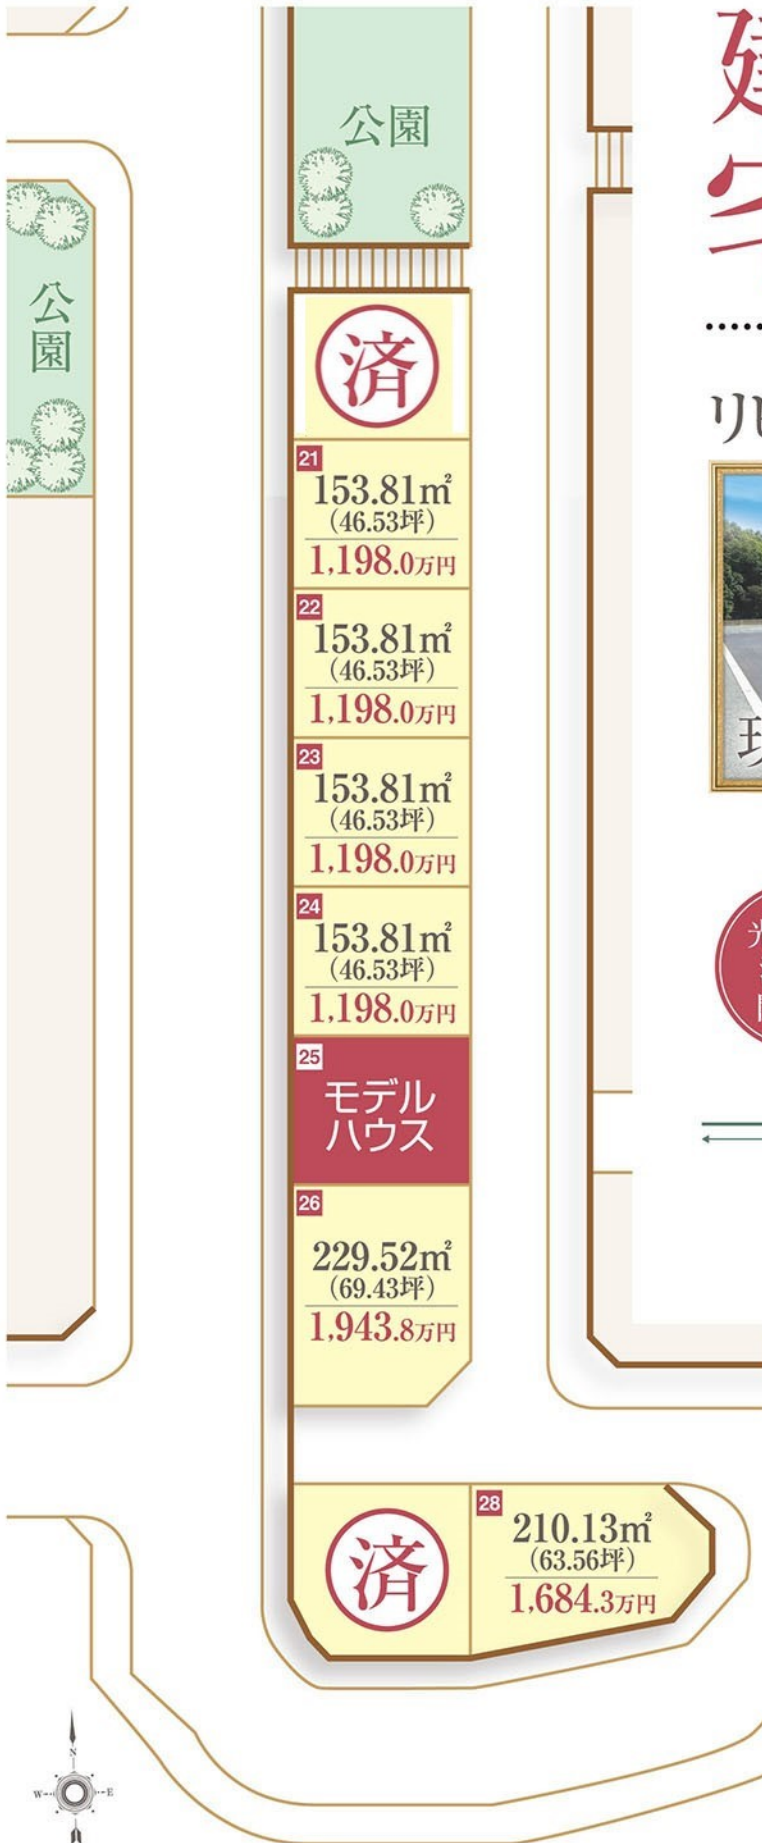 公園
公園
済
リ
21
153.81㎡
(46.53坪)
1,198.0万円
22
153.81㎡
(46.53坪)
1,198.0万円
23
153.81㎡
(46.53坪)
1,198.0万円
24
153.81㎡
(46.53坪)
1,198.0万円
25
モデル
ハウス
26
229.52㎡
(69.43坪)
1,943.8万円
済
28
210.13㎡
(63.56坪)
1,684.3万円
N
W
E